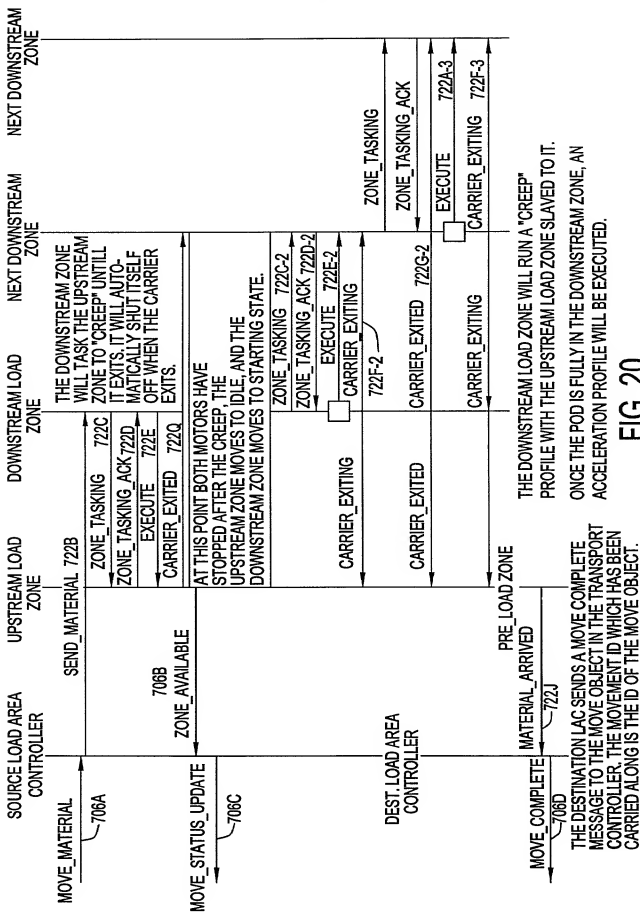 SOURCE LOAD AREA
CONTROLLER
UPSTREAM LOAD
ZONE
DOWNSTREAM LOAD
ZONE
NEXT DOWNSTREAM
ZONE
NEXT DOWNSTREAM
ZONE
MOVE_MATERIAL
706A
SEND_MATERIAL 722B
THE DOWNSTREAM ZONE
WILL TASK THE UPSTREAM
ZONE TO "CREEP" UNTILL
IT EXITS. IT WILL AUTO-
MATICALLY SHUT ITSELF
OFF WHEN THE CARRIER
EXITS.
ZONE_TASKING 722C
ZONE_TASKING_ACK 722D
EXECUTE 722E
CARRIER_EXITED 722Q
706B
ZONE_AVAILABLE
AT THIS POINT BOTH MOTORS HAVE
STOPPED AFTER THE CREEP, THE
UPSTREAM ZONE MOVES TO IDLE, AND THE
DOWNSTREAM ZONE MOVES TO STARTING STATE.
MOVE_STATUS_UPDATE
706C
ZONE_TASKING 722C-2
ZONE_TASKING_ACK 722D-2
EXECUTE 722E-2
CARRIER_EXITING
CARRIER_EXITING
722F-2
DEST. LOAD AREA
CONTROLLER
ZONE_TASKING
ZONE_TASKING_ACK
CARRIER_EXITED
CARRIER_EXITED 722G-2
EXECUTE 722A-3
CARRIER_EXITING
CARRIER_EXITING 722F-3
PRE_LOAD ZONE
MATERIAL_ARRIVED
722J
MOVE_COMPLETE
706D
THE DESTINATION LAC SENDS A MOVE COMPLETE
MESSAGE TO THE MOVE OBJECT IN THE TRANSPORT
CONTROLLER, THE MOVEMENT ID WHICH HAS BEEN
CARRIED ALONG IS THE ID OF THE MOVE OBJECT.
THE DOWNSTREAM LOAD ZONE WILL RUN A "CREEP"
PROFILE WITH THE UPSTREAM LOAD ZONE SLAVED TO IT.
ONCE THE POD IS FULLY IN THE DOWNSTREAM ZONE, AN
ACCELERATION PROFILE WILL BE EXECUTED.
FIG. 20